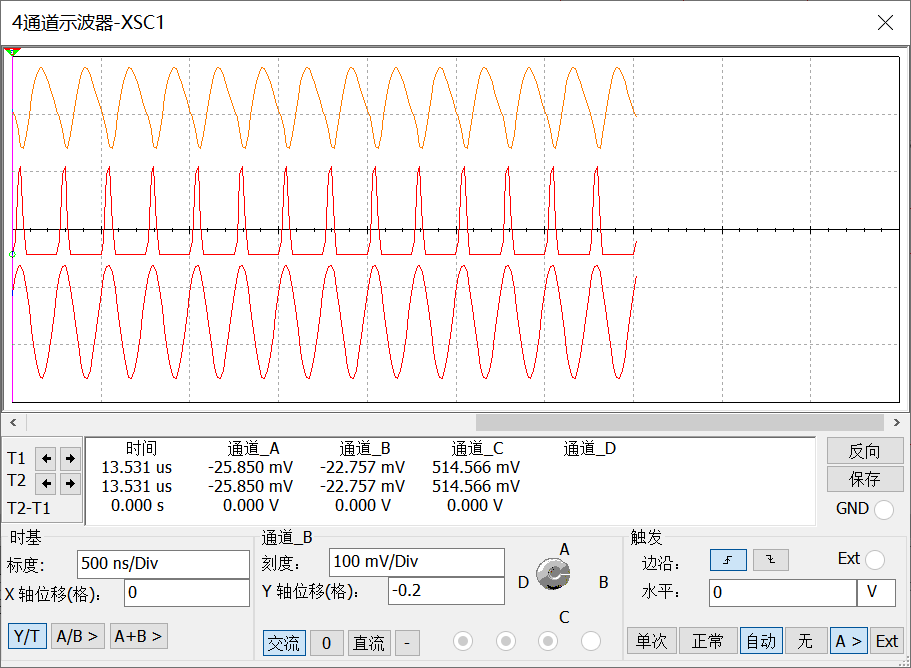 4通道示波器-XSC1
时间 通道_A 通道_B 通道_C 通道_D
T1 13.531 us -25.850 mV -22.757 mV 514.566 mV
T2 13.531 us -25.850 mV -22.757 mV 514.566 mV
T2-T1 0.000 s 0.000 V 0.000 V 0.000 V
反向
保存
GND
时基
标度： 500 ns/Div
X 轴位移(格)： 0
Y/T A/B > A+B >
通道_B
刻度： 100 mV/Div
Y 轴位移(格)： -0.2
交流 0 直流 -
A
D B
C
触发
边沿： Ext
水平： 0 V
单次 正常 自动 无 A > Ext